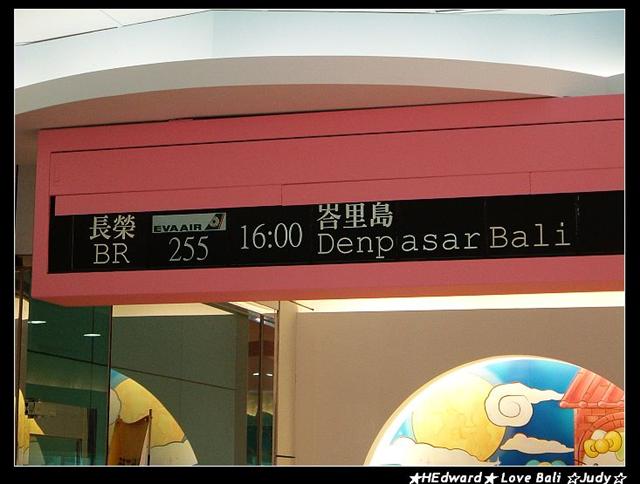 長榮 EVA AIR 峇里島
BR 255 16:00 Denpasar Bali
★HEdward★ Love Bali ☆Judy☆